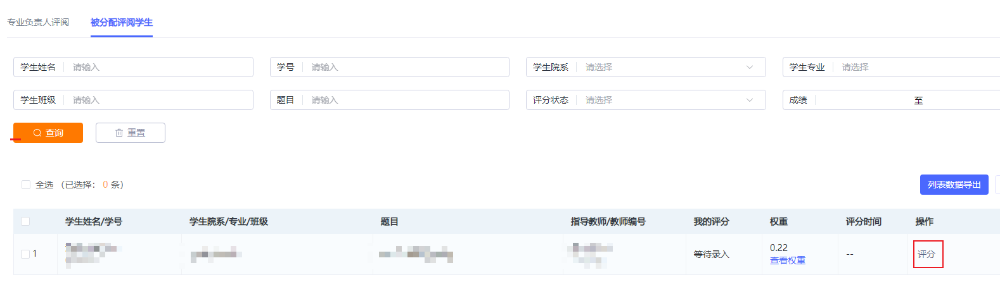 专业负责人评阅 被分配评阅学生
学生姓名 请输入 学号 请输入 学生院系 请选择 学生专业 请选择
学生班级 请输入 题目 请输入 评分状态 请选择 成绩 至
查询 重置
全选 （已选择： 0 条） 列表数据导出
学生姓名/学号 学生院系/专业/班级 题目 指导教师/教师编号 我的评分 权重 评分时间 操作
1 等待录入 0.22 -- 评分
查看权重